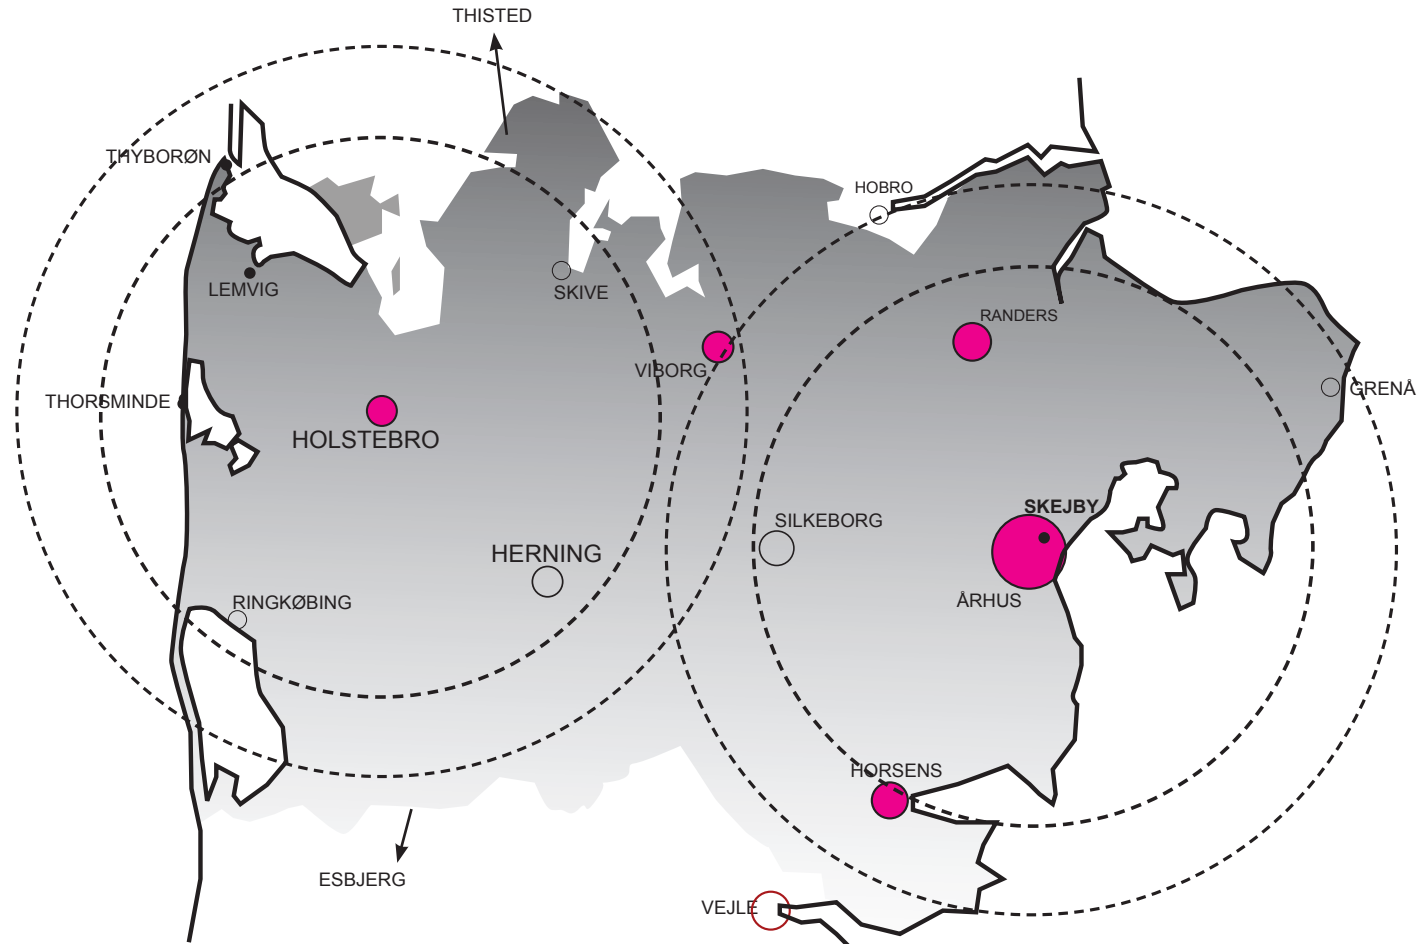 THISTED
THYBORØN
HOBRO
LEMVIG
SKIVE
RANDERS
VIBORG
GRENÅ
THORSMINDE
HOLSTEBRO
SKEJBY
SILKEBORG
HERNING
ÅRHUS
RINGKØBING
HORSENS
ESBJERG
VEJLE